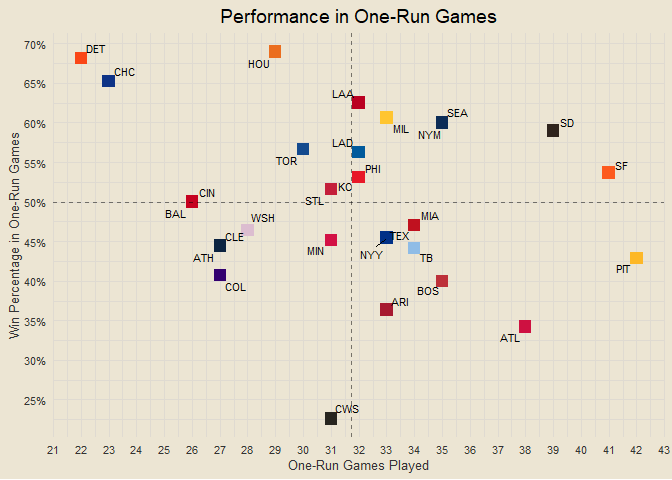 Performance in One-Run Games
70%
65%
60%
55%
50%
45%
40%
35%
30%
25%
Win Percentage in One-Run Games
DET
CHC
HOU
LAA
MIL
SEA
NYM
SD
TOR
LAD
PHI
SF
KC
STL
CIN
BAL
WSH
MIA
CLE
ATH
MIN
TEX
NYY
TB
PIT
COL
BOS
ARI
ATL
CWS
21 22 23 24 25 26 27 28 29 30 31 32 33 34 35 36 37 38 39 40 41 42 43
One-Run Games Played